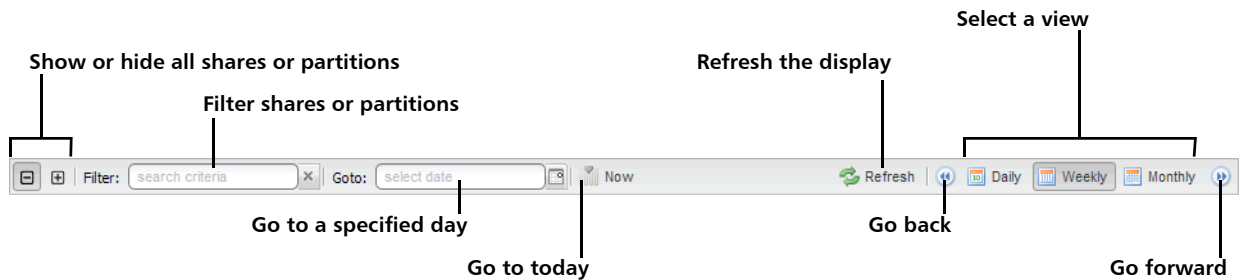 Select a view
Show or hide all shares or partitions
Refresh the display
Filter shares or partitions
Filter: search criteria Goto: select date Now Refresh 10 Daily Weekly Monthly
Go to a specified day
Go back
Go to today
Go forward